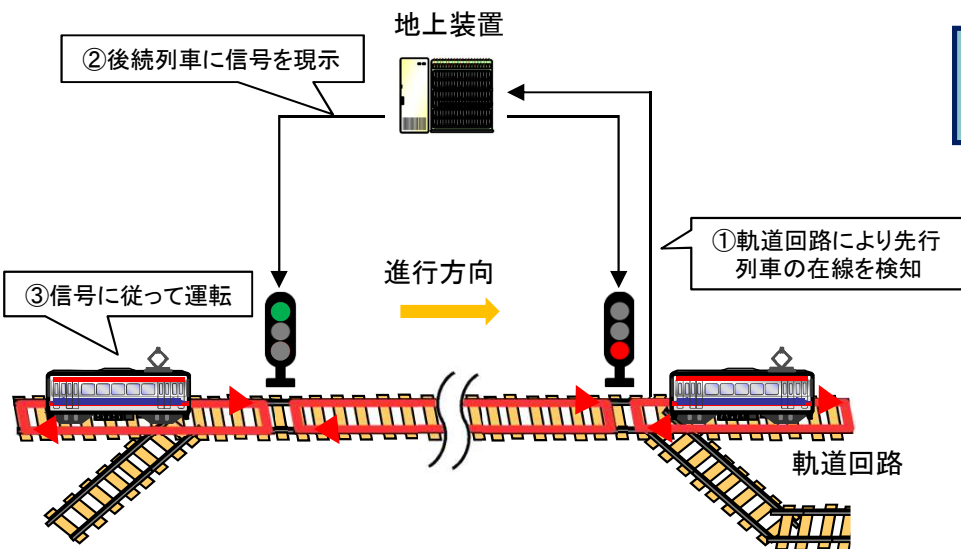 地上装置
②後続列車に信号を現示
①軌道回路により先行
列車の在線を検知
進行方向
③信号に従って運転
軌道回路